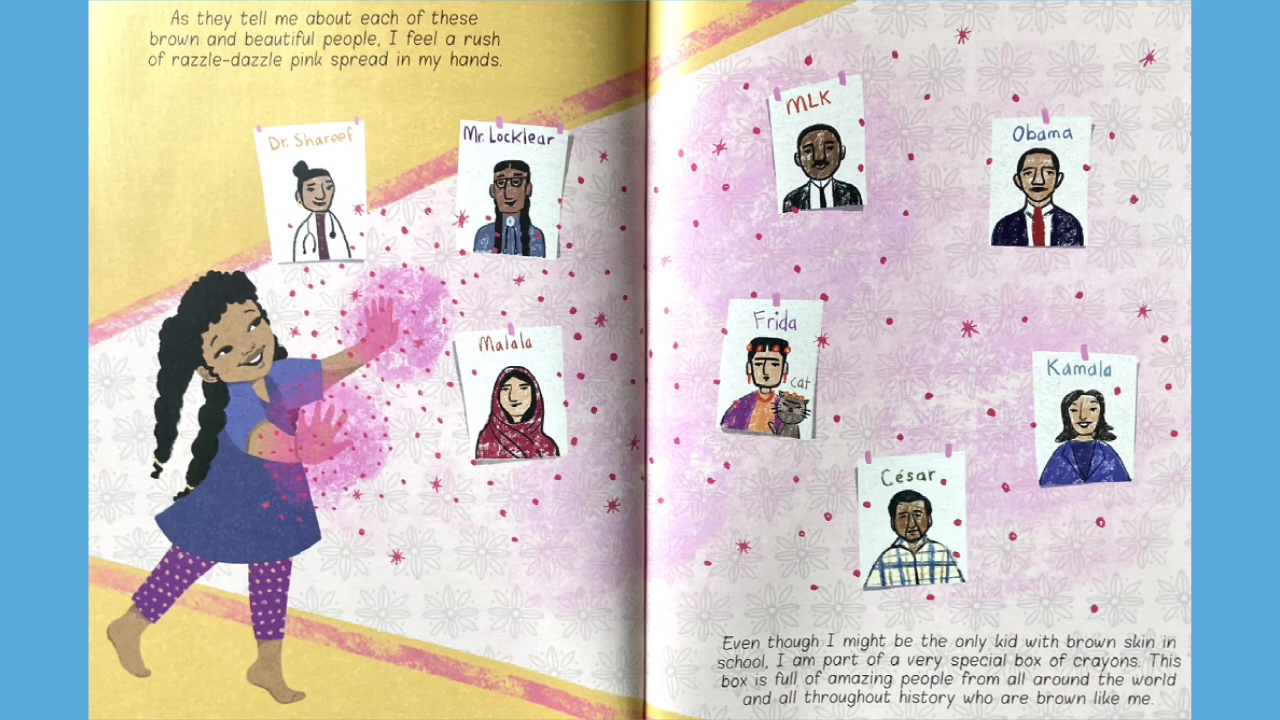 As they tell me about each of these
brown and beautiful people, I feel a rush
of razzle-dazzle pink spread in my hands.
Dr. Shareef
Mr. Locklear
Malala
MLK
Obama
Frida
cat
Kamala
César
Even though I might be the only kid with brown skin in
school, I am part of a very special box of crayons. This
box is full of amazing people from all around the world
and all throughout history who are brown like me.